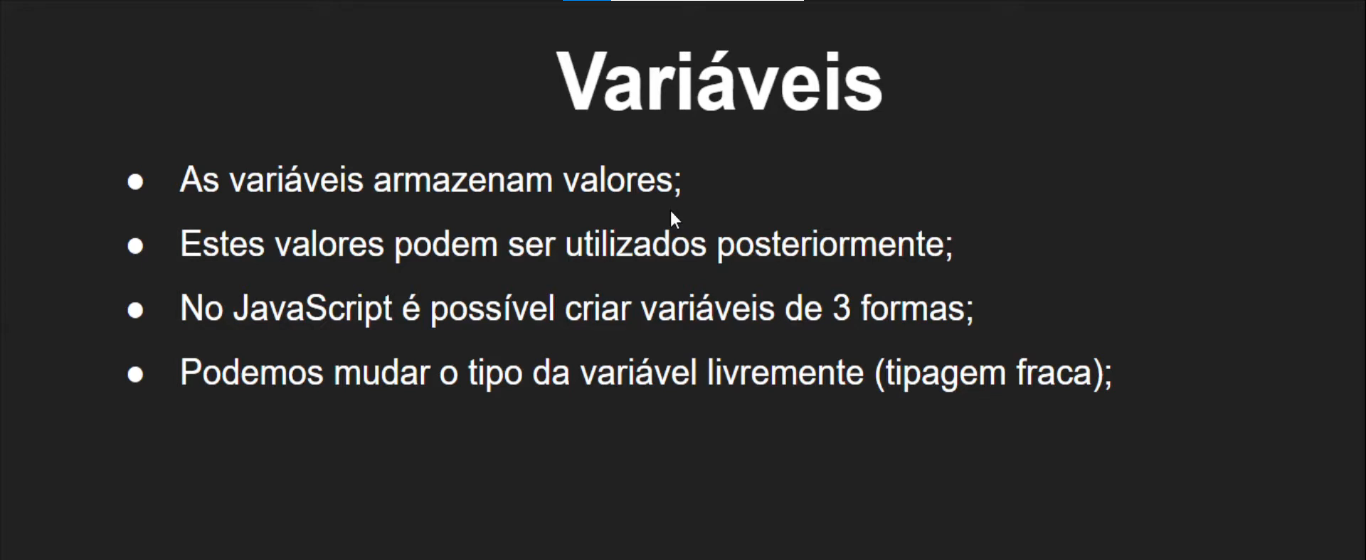 Variáveis
● As variáveis armazenam valores;
● Estes valores podem ser utilizados posteriormente;
● No JavaScript é possível criar variáveis de 3 formas;
● Podemos mudar o tipo da variável livremente (tipagem fraca);